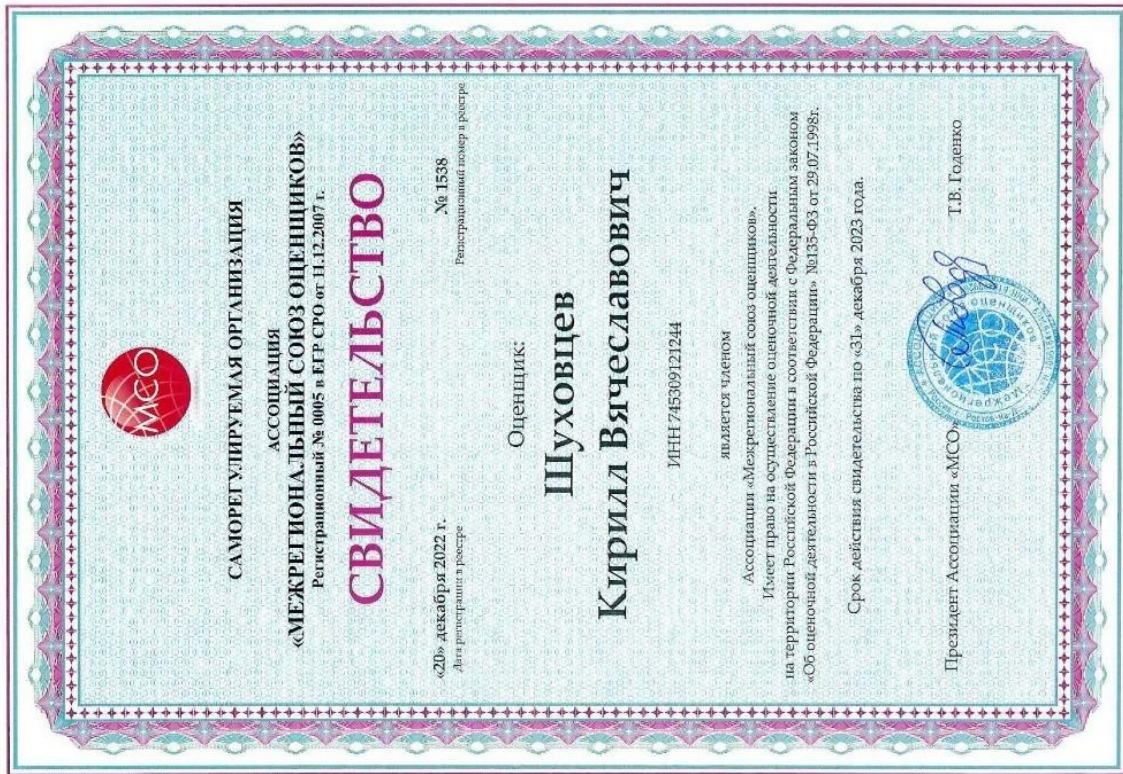 МСО
САМОРЕГУЛИРУЕМАЯ ОРГАНИЗАЦИЯ
АССОЦИАЦИЯ
«МЕЖРЕГИОНАЛЬНЫЙ СОЮЗ ОЦЕНЩИКОВ»
Регистрационный № 0005 в ЕГР СРО от 11.12.2007 г.
СВИДЕТЕЛЬСТВО
«20» декабря 2022 г. № 1538
Дата регистрации в реестре Регистрационный номер в реестре
Оценщик:
Шуховцев
Кирилл Вячеславович
ИНН 745309121244
является членом
Ассоциации «Межрегиональный союз оценщиков».
Имеет право на осуществление оценочной деятельности
на территории Российской Федерации в соответствии с Федеральным законом
«Об оценочной деятельности в Российской Федерации» №135-ФЗ от 29.07.1998г.
Срок действия свидетельства по «31» декабря 2023 года.
Президент Ассоциации «МСО» Т.В. Годенко